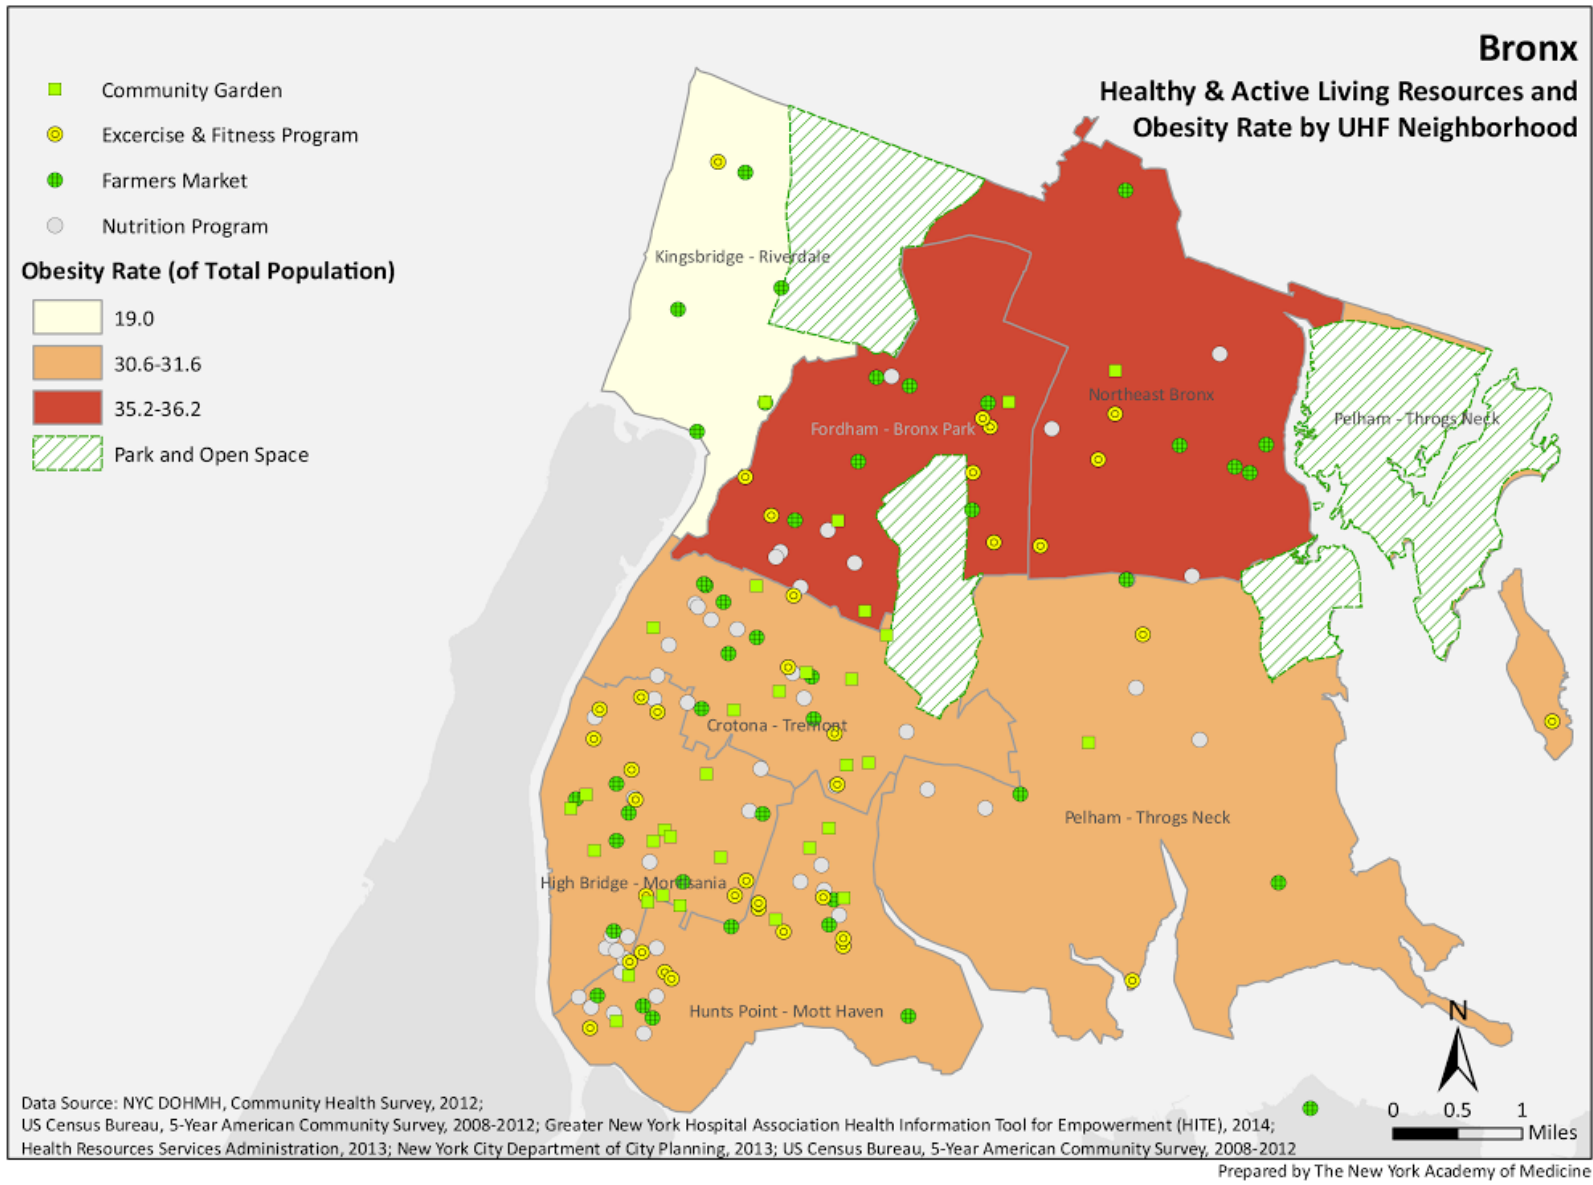 Bronx
Healthy & Active Living Resources and
Obesity Rate by UHF Neighborhood
Community Garden
Excercise & Fitness Program
Farmers Market
Nutrition Program
Obesity Rate (of Total Population)
19.0
30.6-31.6
35.2-36.2
Park and Open Space
Kingsbridge - Riverdale
Northeast Bronx
Pelham - Throgs Neck
Fordham - Bronx Park
Crotona - Tremont
Pelham - Throgs Neck
High Bridge - Morrisania
Hunts Point - Mott Haven
N
0 0.5 1
Miles
Data Source: NYC DOHMH, Community Health Survey, 2012;
US Census Bureau, 5-Year American Community Survey, 2008-2012; Greater New York Hospital Association Health Information Tool for Empowerment (HITE), 2014;
Health Resources Services Administration, 2013; New York City Department of City Planning, 2013; US Census Bureau, 5-Year American Community Survey, 2008-2012
Prepared by The New York Academy of Medicine